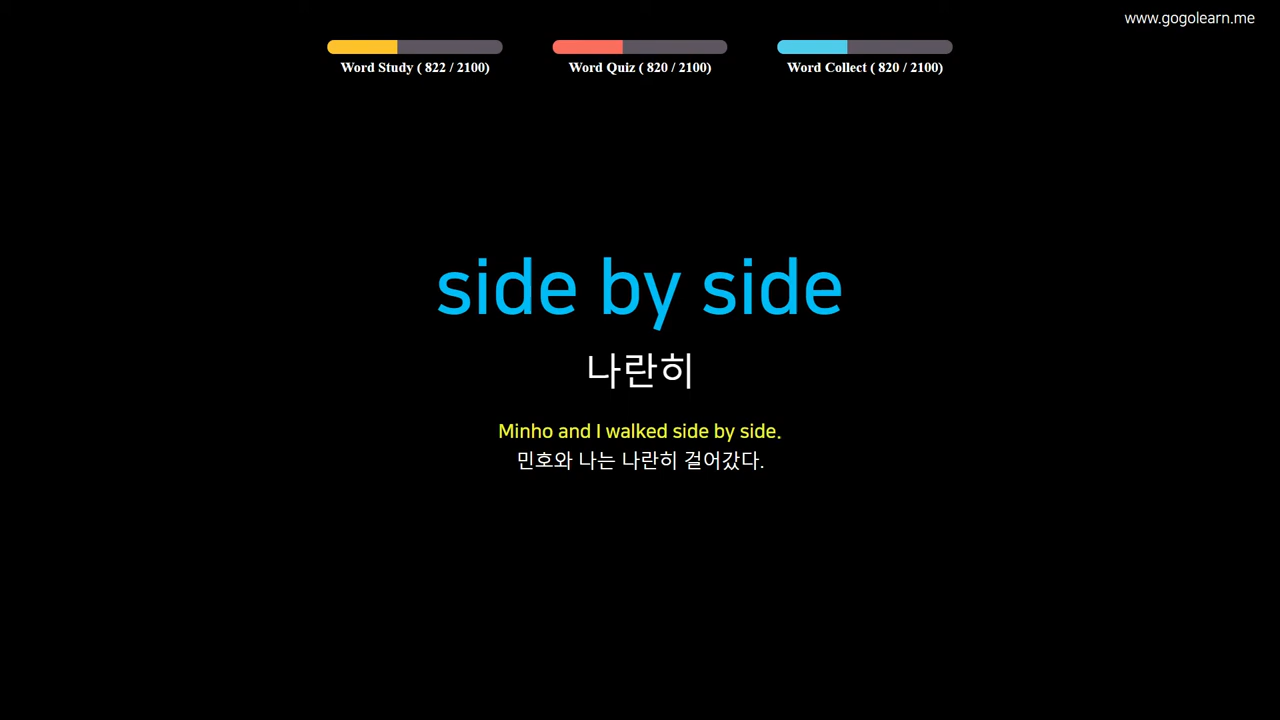 www.gogolearn.me
Word Study ( 822 / 2100)
Word Quiz ( 820 / 2100)
Word Collect ( 820 / 2100)
side by side
나란히
Minho and I walked side by side.
민호와 나는 나란히 걸어갔다.